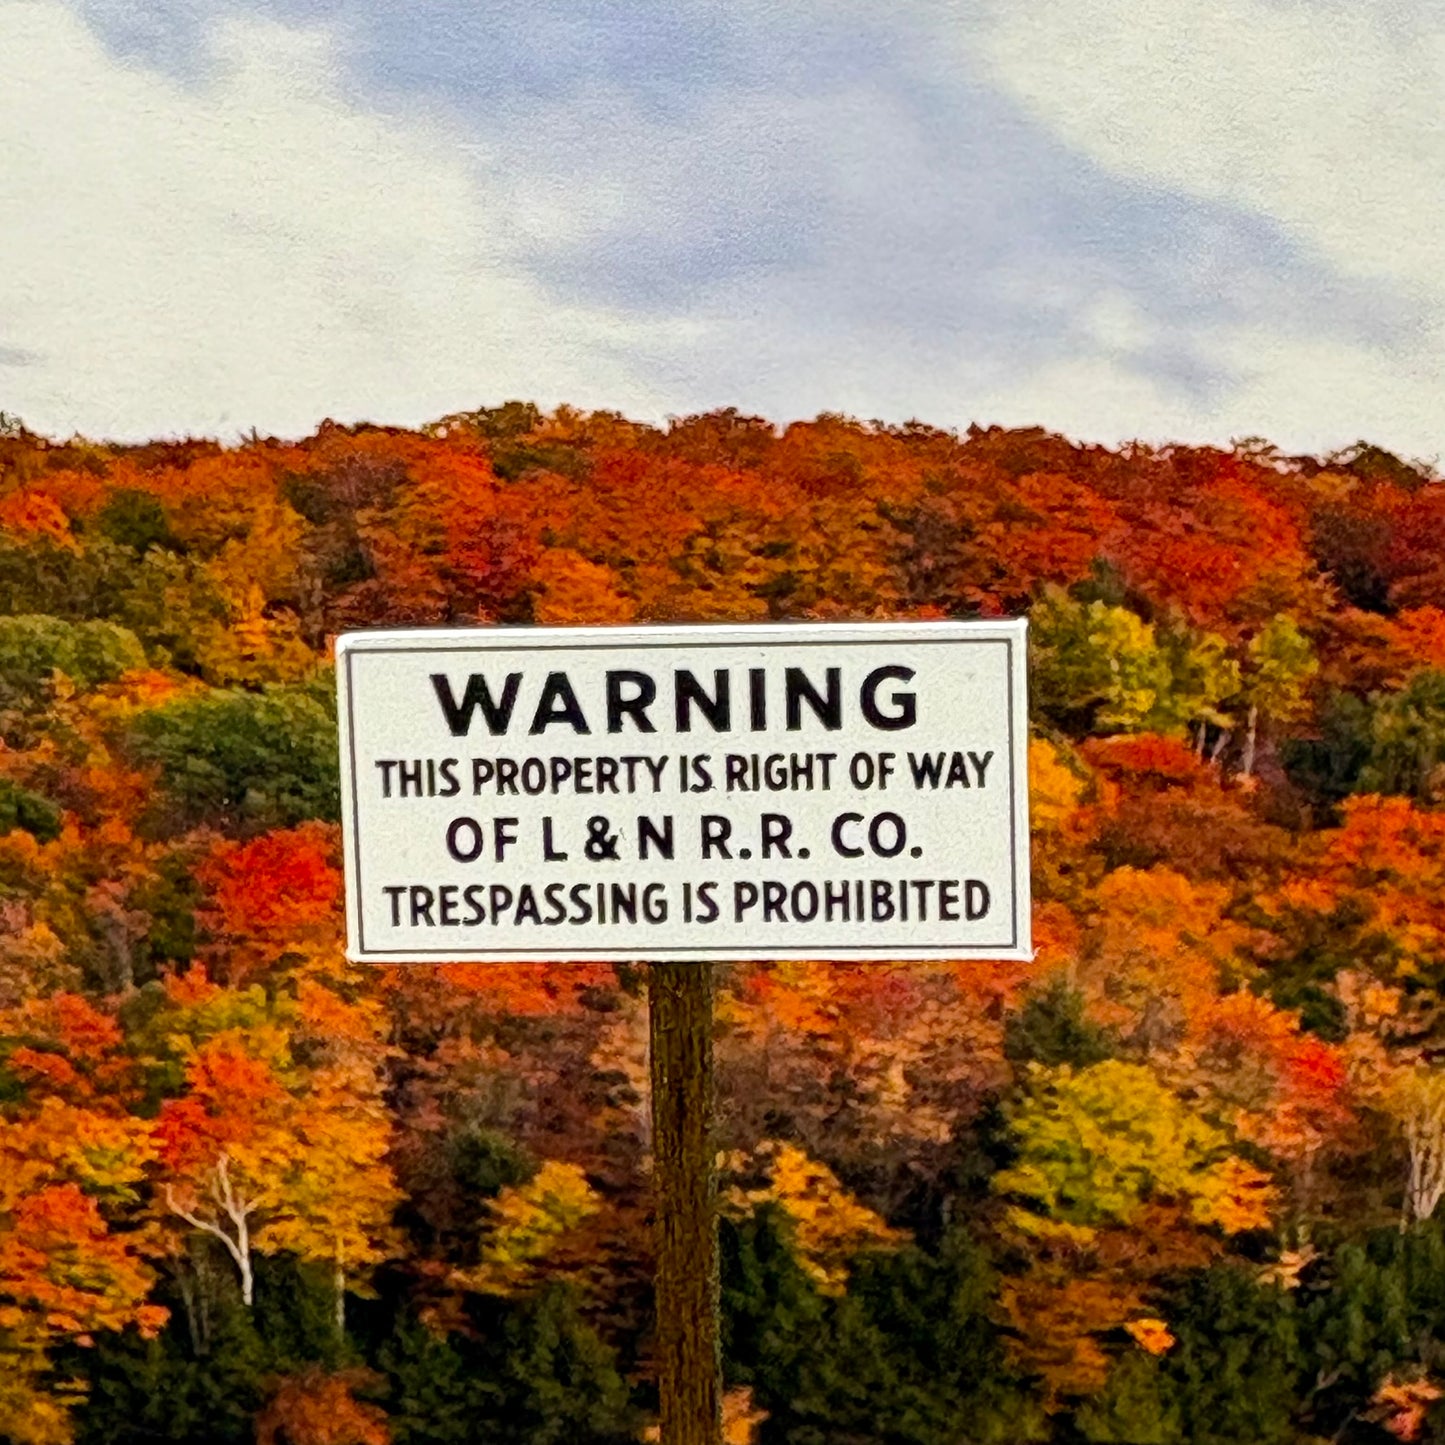 WARNING
THIS PROPERTY IS RIGHT OF WAY
OF L & N R.R. CO.
TRESPASSING IS PROHIBITED